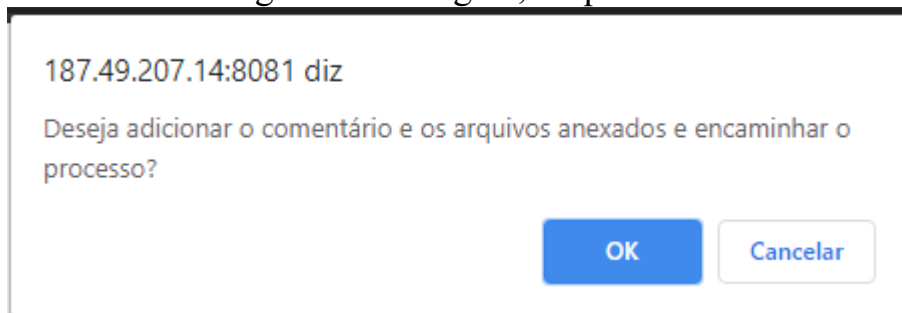 187.49.207.14:8081 diz
Deseja adicionar o comentário e os arquivos anexados e encaminhar o
processo?
OK
Cancelar